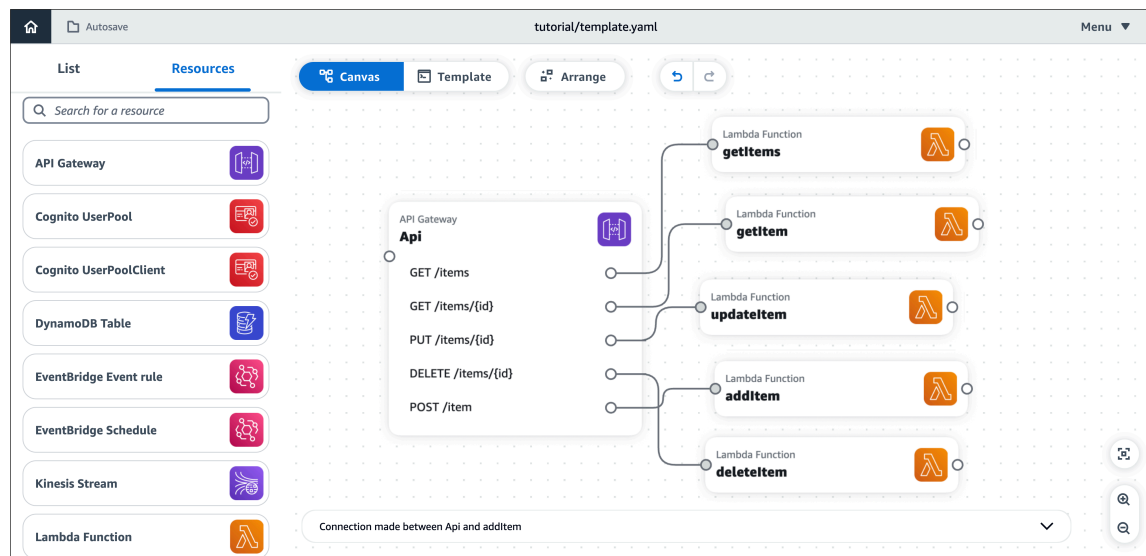 Autosave
tutorial/template.yaml
Menu
List
Resources
Canvas
Template
Arrange
Search for a resource
API Gateway
Cognito UserPool
Cognito UserPoolClient
DynamoDB Table
EventBridge Event rule
EventBridge Schedule
Kinesis Stream
Lambda Function
API Gateway
Api
GET /items
GET /items/{id}
PUT /items/{id}
DELETE /items/{id}
POST /item
Lambda Function
getItems
Lambda Function
getItem
Lambda Function
updateItem
Lambda Function
addItem
Lambda Function
deleteItem
Connection made between Api and addItem